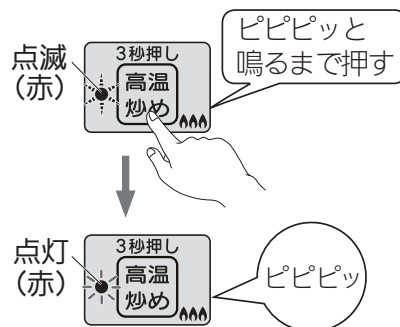 点滅
（赤）
3秒押し
高温
炒め
ピピピッと
鳴るまで押す
点灯
（赤）
3秒押し
高温
炒め
ピピピッ